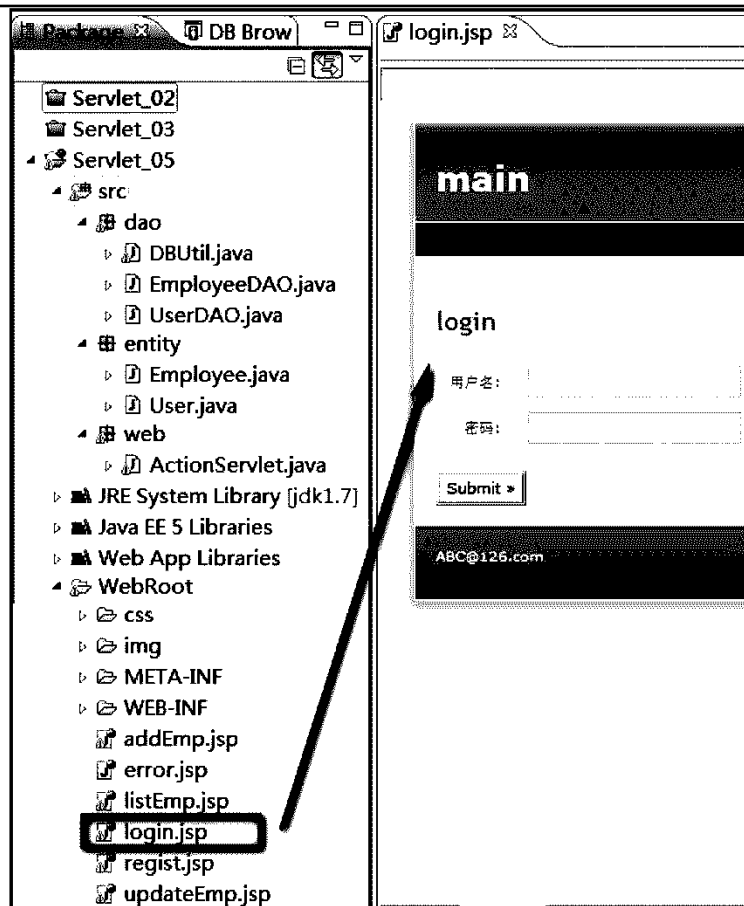 Package
DB Brow
login.jsp
Servlet_02
Servlet_03
Servlet_05
src
dao
DBUtil.java
EmployeeDAO.java
UserDAO.java
entity
Employee.java
User.java
web
ActionServlet.java
JRE System Library [jdk1.7]
Java EE 5 Libraries
Web App Libraries
WebRoot
css
img
META-INF
WEB-INF
addEmp.jsp
error.jsp
listEmp.jsp
login.jsp
regist.jsp
updateEmp.jsp
main
login
用户名:
密码:
Submit »
ABC@126.com